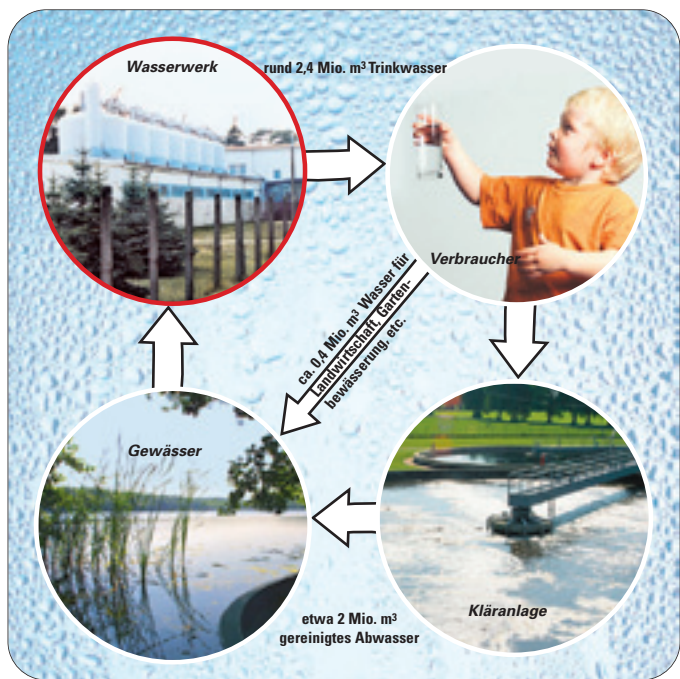 Wasserwerk
rund 2,4 Mio. m³ Trinkwasser
Verbraucher
ca. 0,4 Mio. m³ Wasser für
Landwirtschaft, Garten-
bewässerung, etc.
Gewässer
Kläranlage
etwa 2 Mio. m³
gereinigtes Abwasser